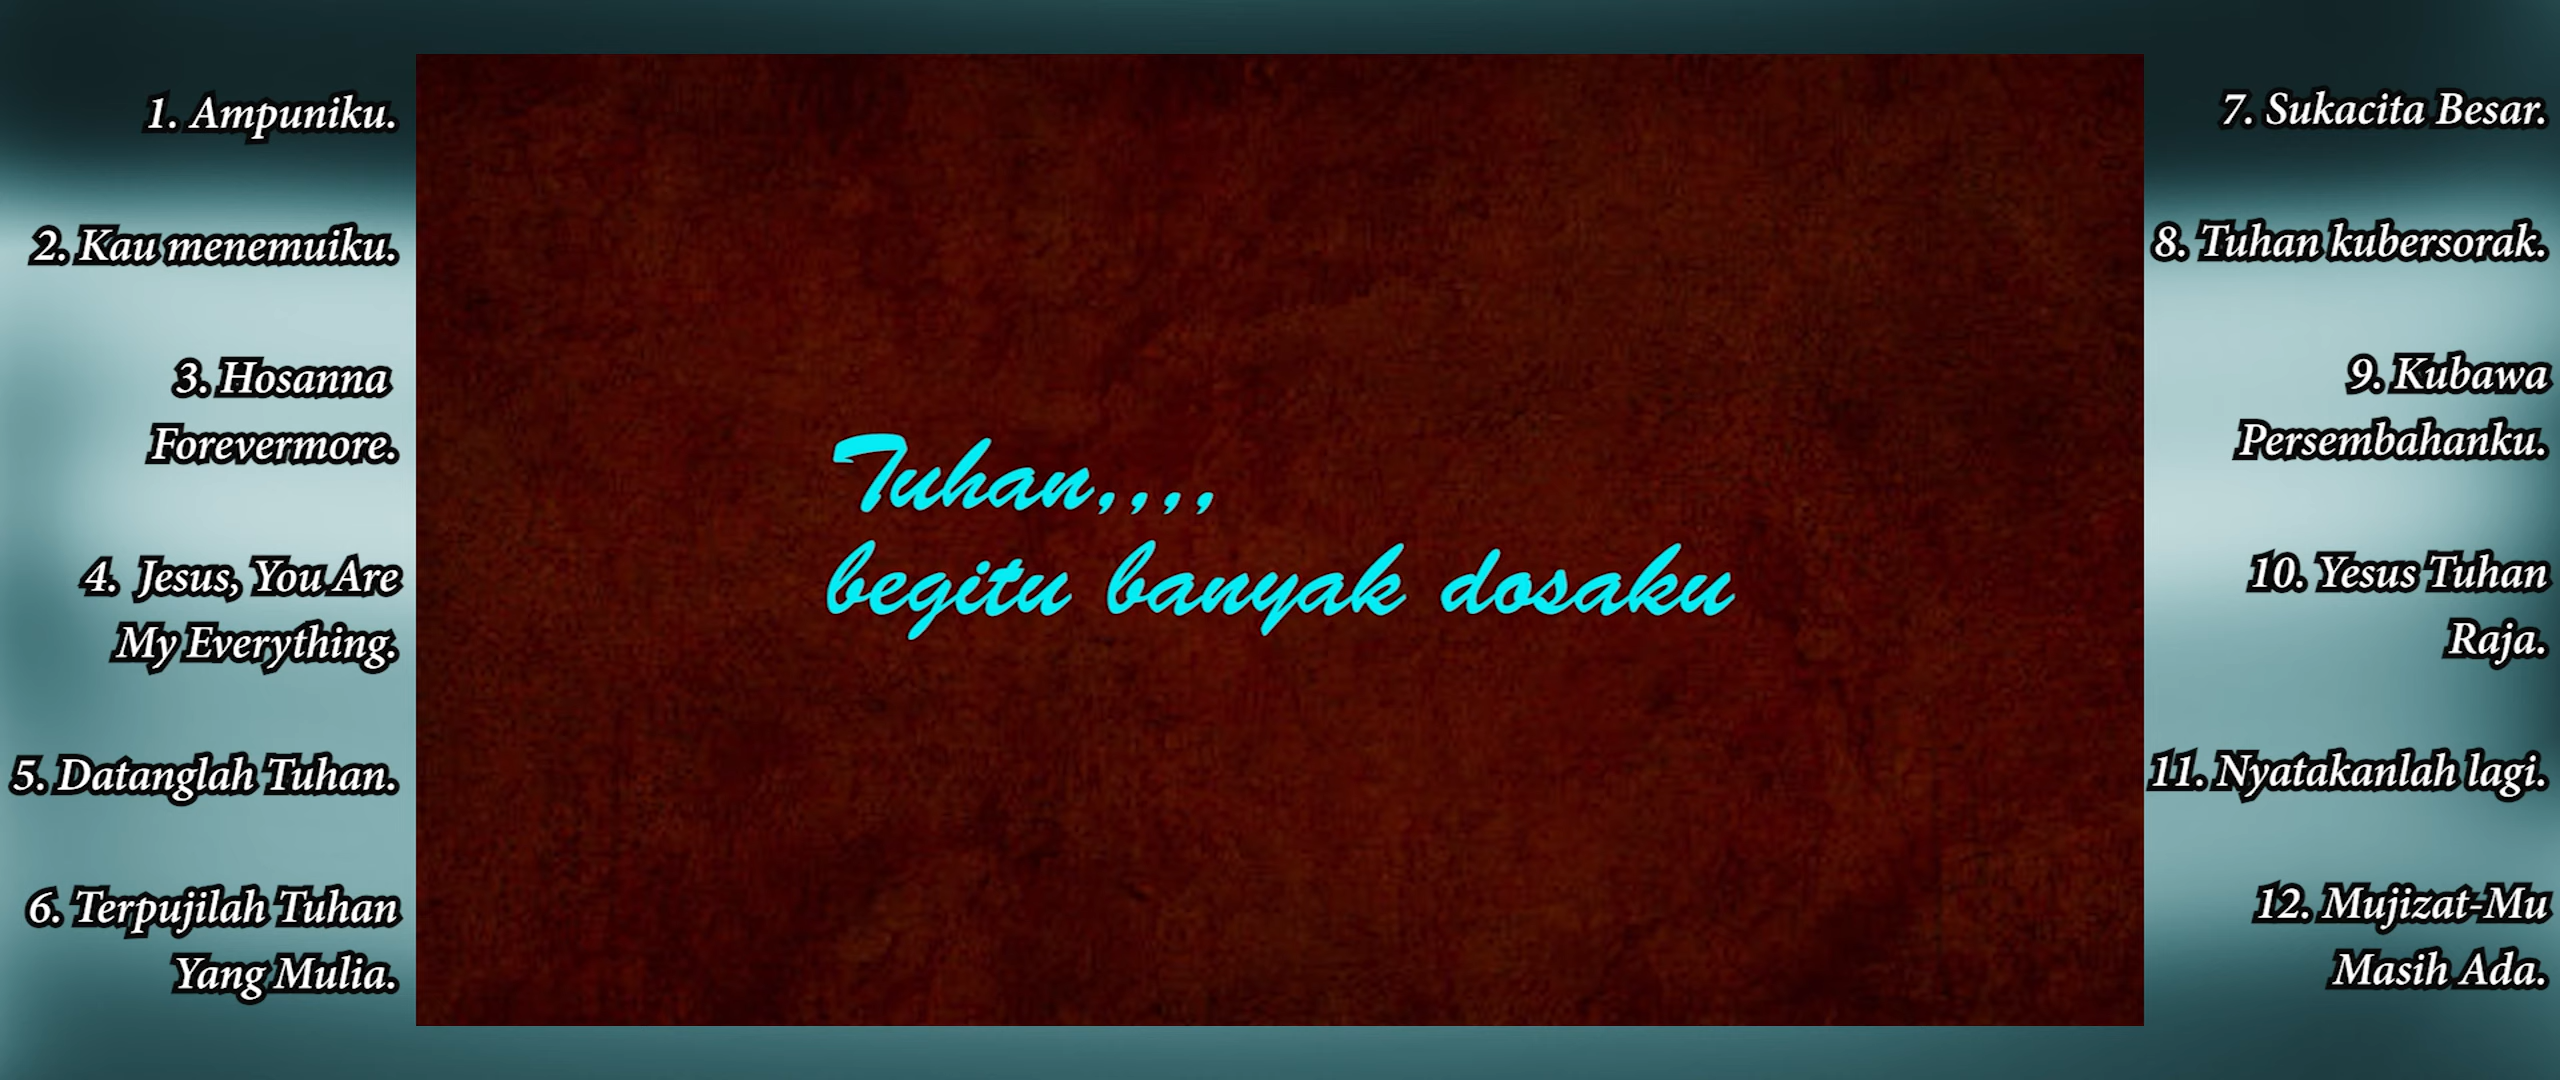 1. Ampuniku.
2. Kau menemuiku.
3. Hosanna
Forevermore.
4. Jesus, You Are
My Everything.
5. Datanglah Tuhan.
6. Terpujilah Tuhan
Yang Mulia.
Tuhan,,,,
begitu banyak dosaku
7. Sukacita Besar.
8. Tuhan kubersorak.
9. Kubawa
Persembahanku.
10. Yesus Tuhan
Raja.
11. Nyatakanlah lagi.
12. Mujizat-Mu
Masih Ada.